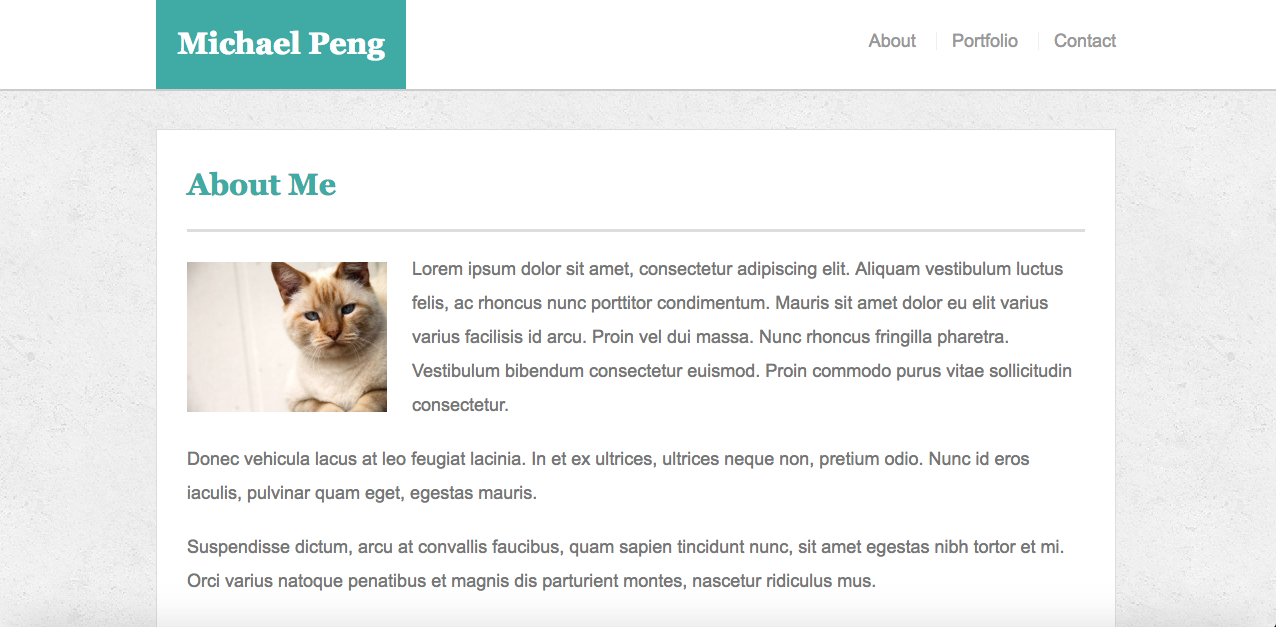 Michael Peng
About
Portfolio
Contact
About Me
Lorem ipsum dolor sit amet, consectetur adipiscing elit. Aliquam vestibulum luctus
felis, ac rhoncus nunc porttitor condimentum. Mauris sit amet dolor eu elit varius
varius facilisis id arcu. Proin vel dui massa. Nunc rhoncus fringilla pharetra.
Vestibulum bibendum consectetur euismod. Proin commodo purus vitae sollicitudin
consectetur.
Donec vehicula lacus at leo feugiat lacinia. In et ex ultrices, ultrices neque non, pretium odio. Nunc id eros
iaculis, pulvinar quam eget, egestas mauris.
Suspendisse dictum, arcu at convallis faucibus, quam sapien tincidunt nunc, sit amet egestas nibh tortor et mi.
Orci varius natoque penatibus et magnis dis parturient montes, nascetur ridiculus mus.